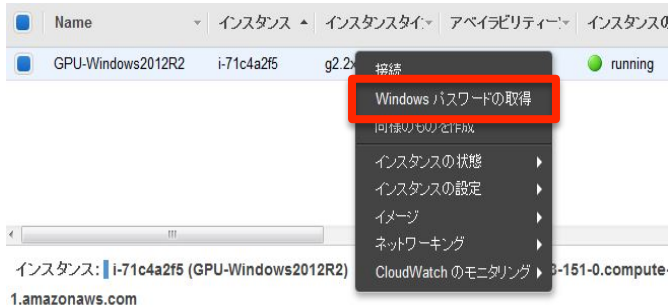 Name インスタンス インスタンスタイ: アベイラビリティー: インスタンスの
GPU-Windows2012R2 i-71c4a2f5 g2.2x running
接続
Windows パスワードの取得
同様のものを作成
インスタンスの状態
インスタンスの設定
イメージ
ネットワーキング
CloudWatch のモニタリング
インスタンス: i-71c4a2f5 (GPU-Windows2012R2) 3-151-0.compute-
1.amazonaws.com